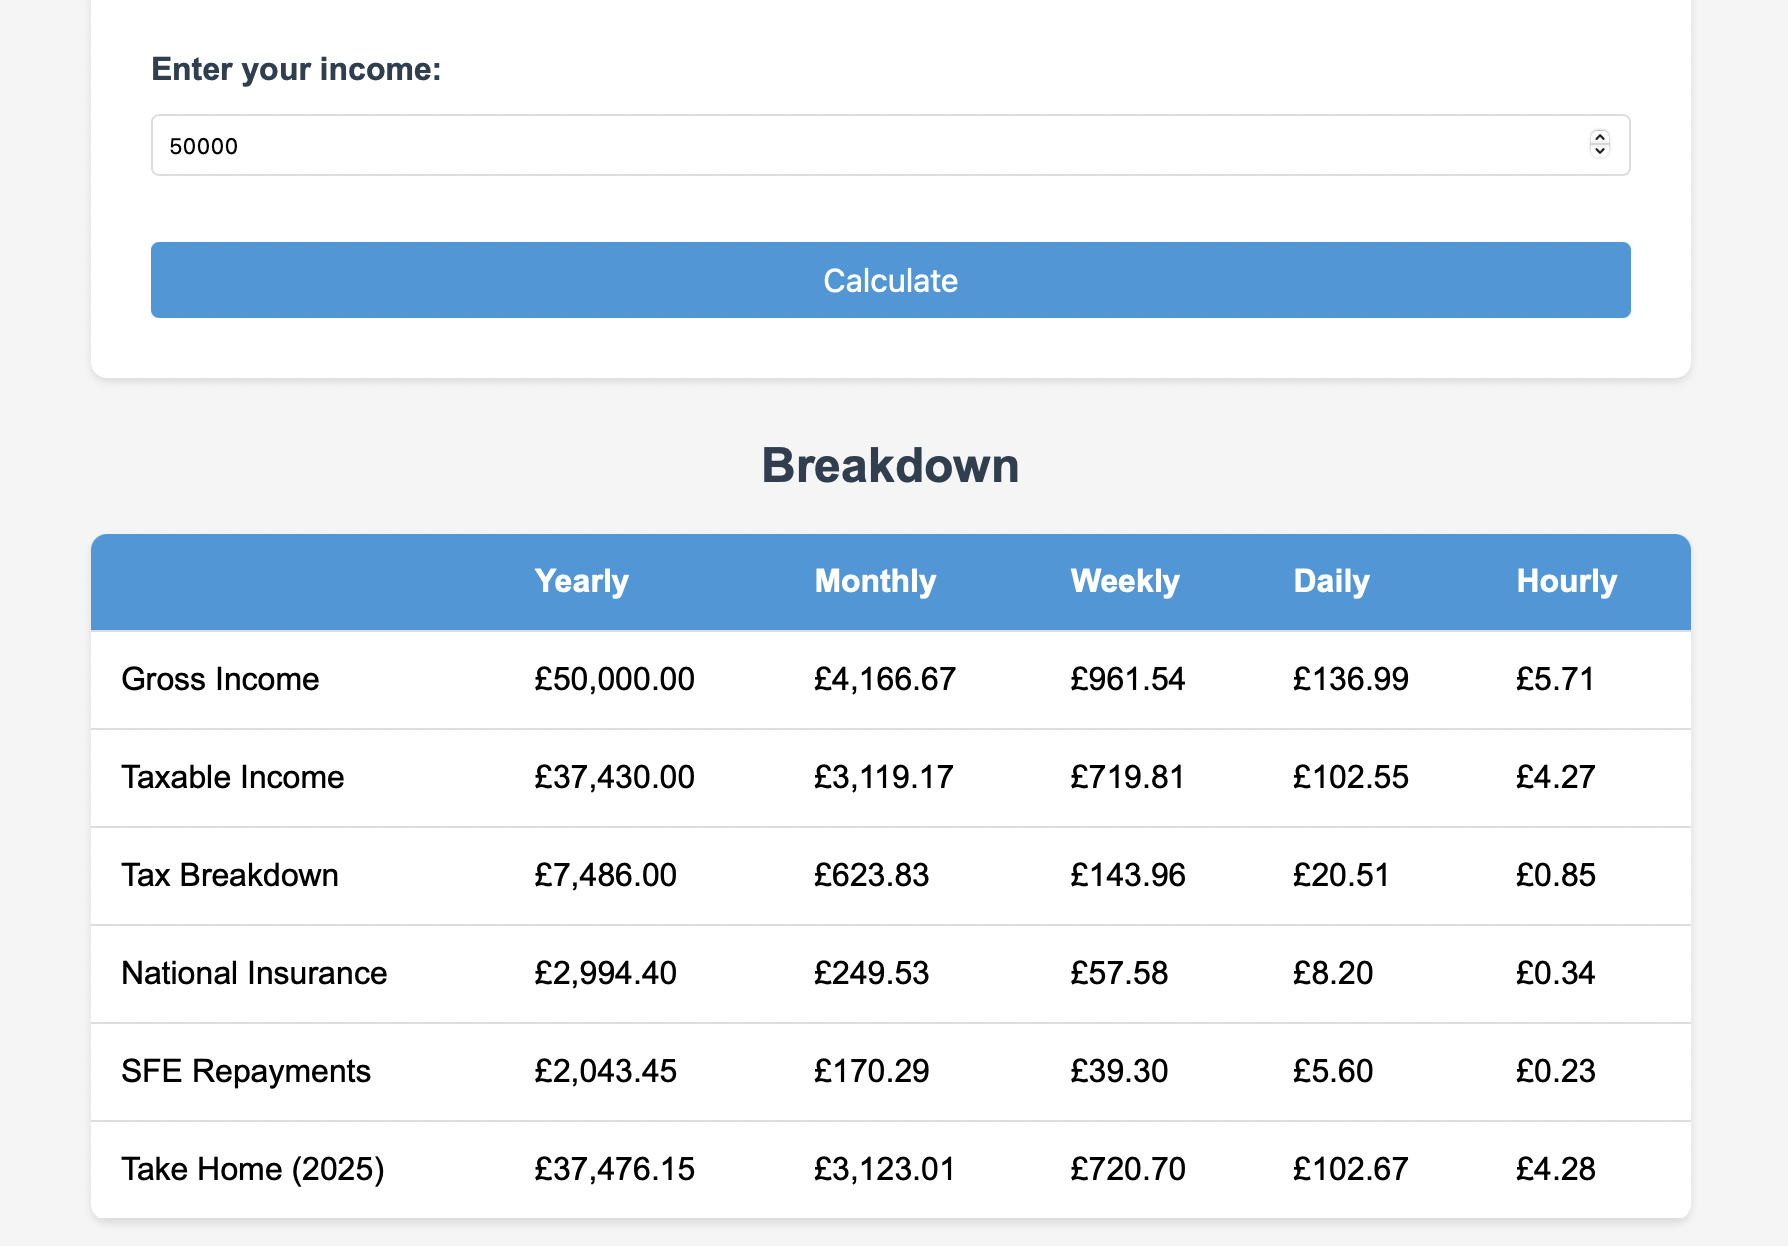 Enter your income:
50000
Calculate
Breakdown
Yearly Monthly Weekly Daily Hourly
Gross Income £50,000.00 £4,166.67 £961.54 £136.99 £5.71
Taxable Income £37,430.00 £3,119.17 £719.81 £102.55 £4.27
Tax Breakdown £7,486.00 £623.83 £143.96 £20.51 £0.85
National Insurance £2,994.40 £249.53 £57.58 £8.20 £0.34
SFE Repayments £2,043.45 £170.29 £39.30 £5.60 £0.23
Take Home (2025) £37,476.15 £3,123.01 £720.70 £102.67 £4.28